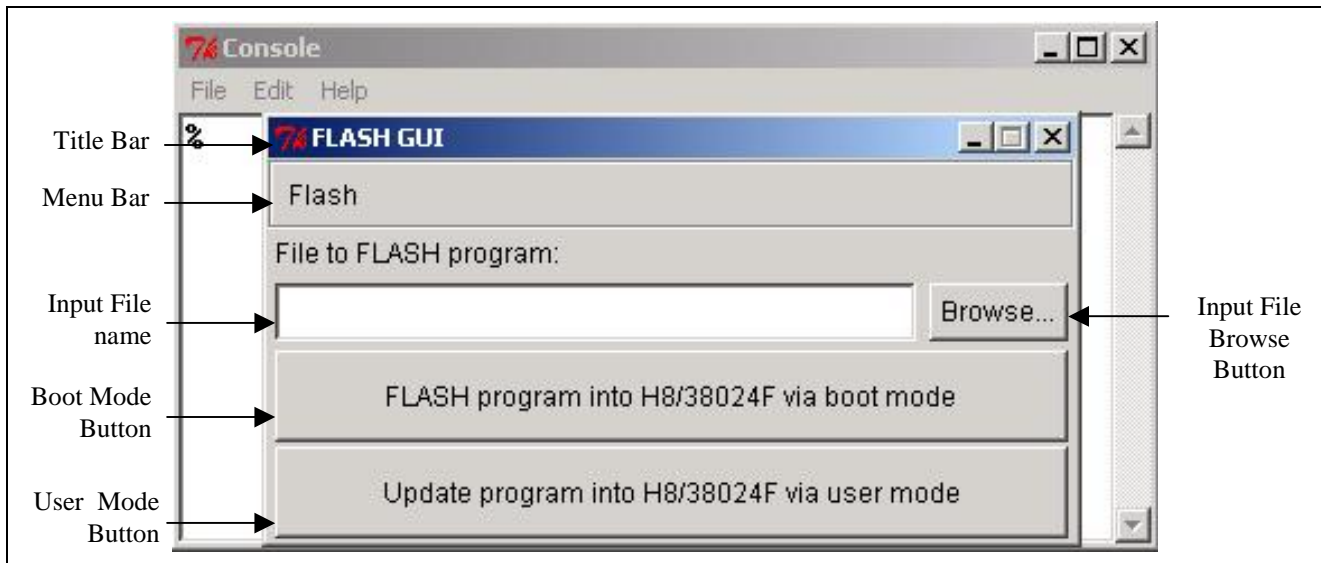 Console
File Edit Help
Title Bar
%
FLASH GUI
Menu Bar
Flash
File to FLASH program:
Input File
name
Browse...
Input File
Browse
Button
Boot Mode
Button
FLASH program into H8/38024F via boot mode
User Mode
Button
Update program into H8/38024F via user mode